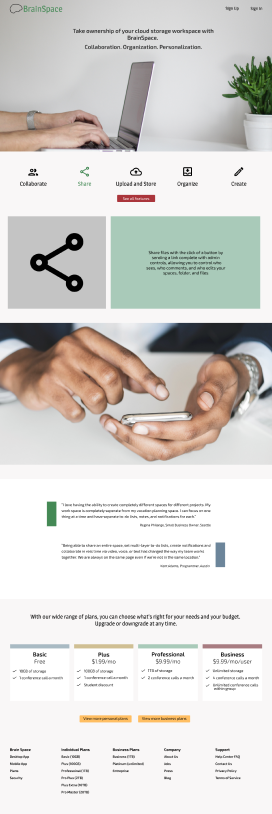 BrainSpace
Sign Up
Sign In
Take ownership of your cloud storage workspace with
BrainSpace.
Collaboration. Organization. Personalization.
Collaborate
Share
Upload and Store
Organize
Create
See all features
Share files with the click of a button by
sending a link complete with admin
controls, allowing you to control who
sees, who comments, and who edits your
spaces, folder, and files
"I love having the ability to create completely different spaces for different projects. My
work space is completely separate from my vacation planning space. I can focus on one
thing at a time and have separate to do lists, notes, and notifications for each."
Regina Phalange, Small Business Owner, Seattle
"Being able to share an entire space, not multi-layer to do lists, create notifications and
collaborate in real time via video, voice, or text has changed the way my team works
together. We are always on the same page even if we're not in the same location."
Kent Adams, Programmer, Austin
With our wide range of plans, you can choose what's right for your needs and your budget.
Upgrade or downgrade at any time.
Basic
Free
10GB of storage
1 conference call a month
Plus
$1.99/mo
100GB of storage
1 conference call a month
Student discount
Professional
$9.99/mo
1TB of storage
2 conference calls a month
Business
$9.99/mo/user
Unlimited storage
4 conference calls a month
Unlimited conference calls
within group
View more personal plans
View more business plans
Brain Space
Desktop App
Mobile App
Plans
Security
Individual Plans
Basic (10GB)
Plus (100GB)
Professional (1TB)
Pro Plus (2TB)
Plus Extra (10TB)
Pro Master (20TB)
Business Plans
Business (1TB)
Platinum (unlimited)
Enterprise
Company
About Us
Jobs
Press
Blog
Support
Help Center FAQ
Contact Us
Privacy Policy
Terms of Service